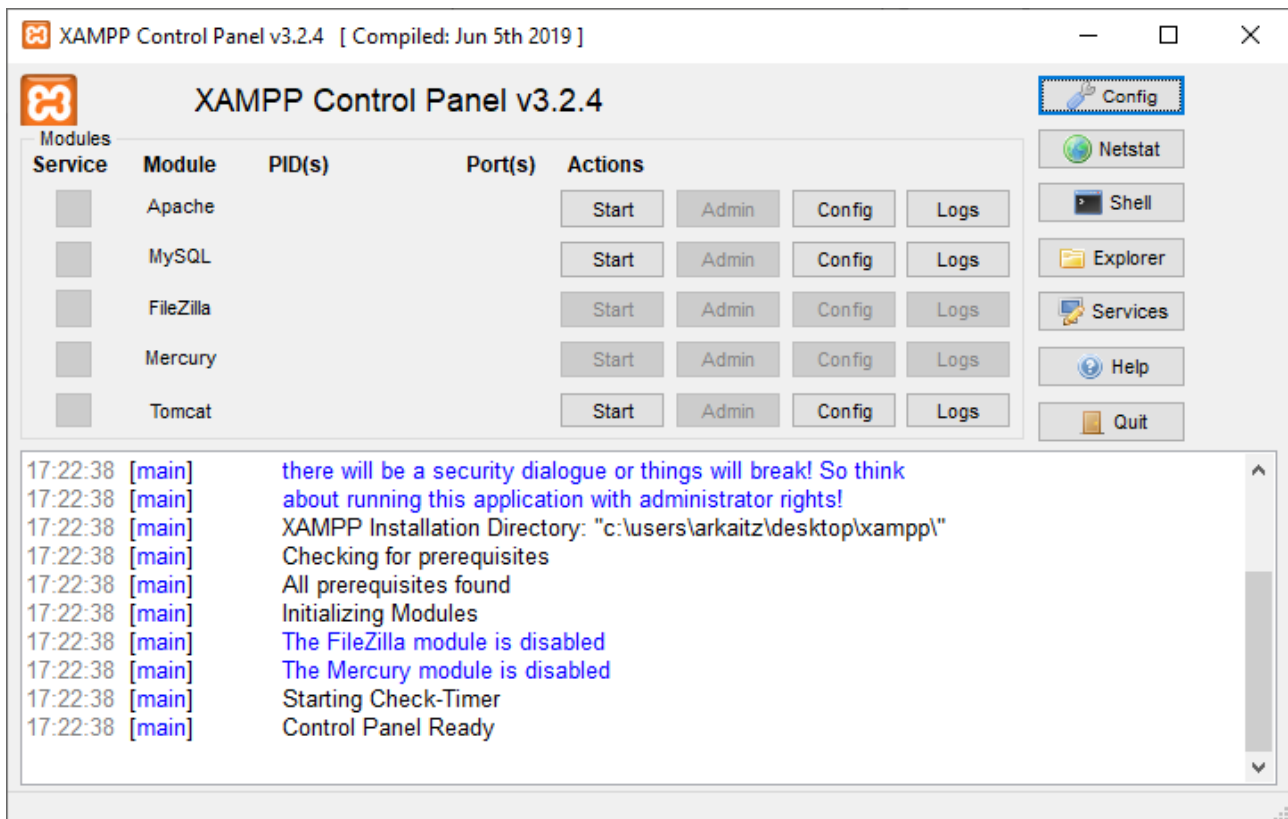 XAMPP Control Panel v3.2.4 [ Compiled: Jun 5th 2019 ]
XAMPP Control Panel v3.2.4
Config
Modules
Netstat
Service Module PID(s) Port(s) Actions
Apache Start Admin Config Logs
Shell
MySQL Start Admin Config Logs
Explorer
FileZilla Start Admin Config Logs
Services
Mercury Start Admin Config Logs
Help
Tomcat Start Admin Config Logs
Quit
17:22:38 [main] there will be a security dialogue or things will break! So think
17:22:38 [main] about running this application with administrator rights!
17:22:38 [main] XAMPP Installation Directory: "c:\users\arkaitz\desktop\xampp\"
17:22:38 [main] Checking for prerequisites
17:22:38 [main] All prerequisites found
17:22:38 [main] Initializing Modules
17:22:38 [main] The FileZilla module is disabled
17:22:38 [main] The Mercury module is disabled
17:22:38 [main] Starting Check-Timer
17:22:38 [main] Control Panel Ready